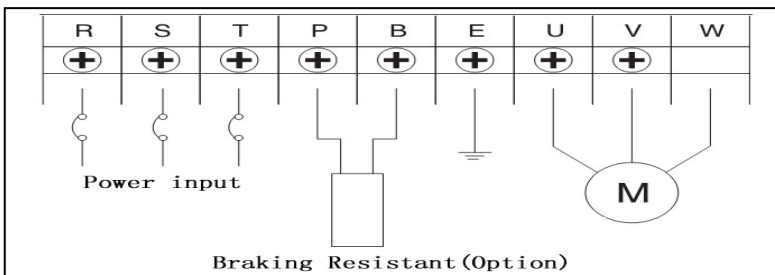 R S T P B E U V W
Power input
M
Braking Resistant(Option)